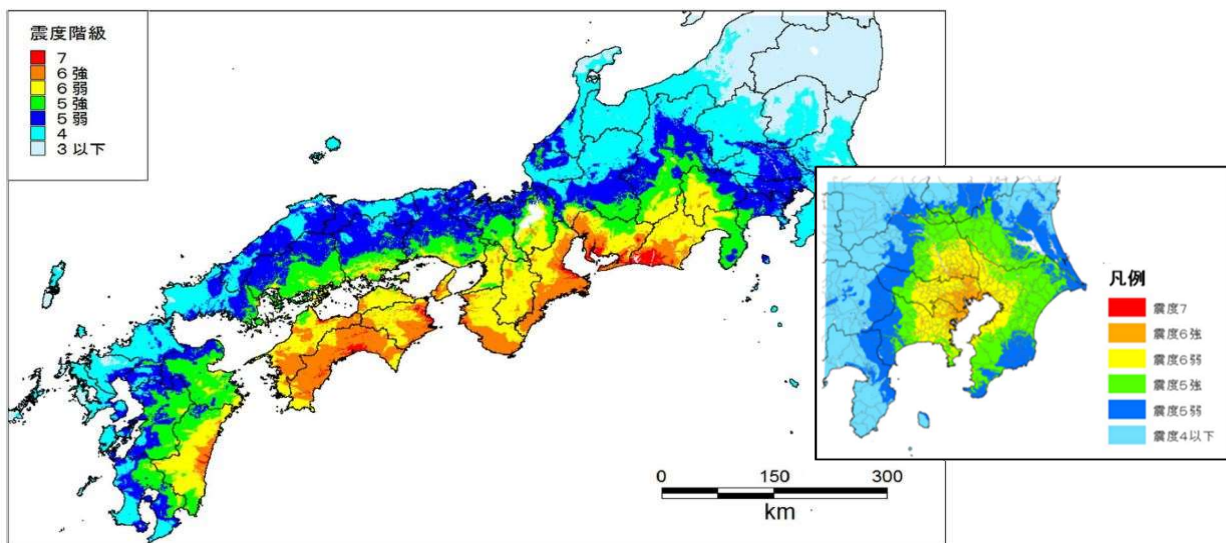 震度階級
7
6強
6弱
5強
5弱
4
3以下
凡例
震度7
震度6強
震度6弱
震度5強
震度5弱
震度4以下
0 150 300
km